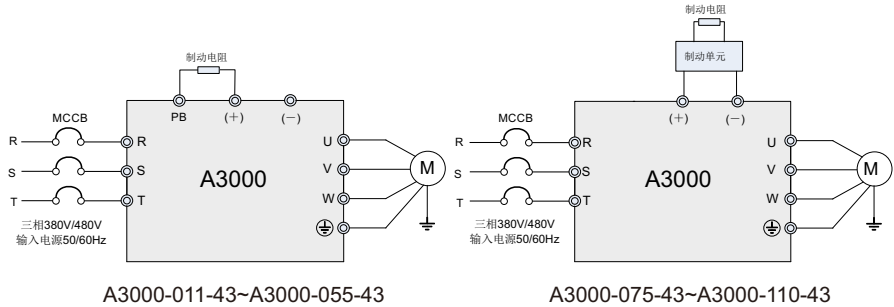 制动电阻
PB
(+)
(-)
MCCB
R
S
T
R
S
T
A3000
U
V
W
M
三相380V/480V
输入电源50/60Hz
A3000-011-43~A3000-055-43
制动电阻
制动单元
(+)
(-)
MCCB
R
S
T
R
S
T
A3000
U
V
W
M
三相380V/480V
输入电源50/60Hz
A3000-075-43~A3000-110-43